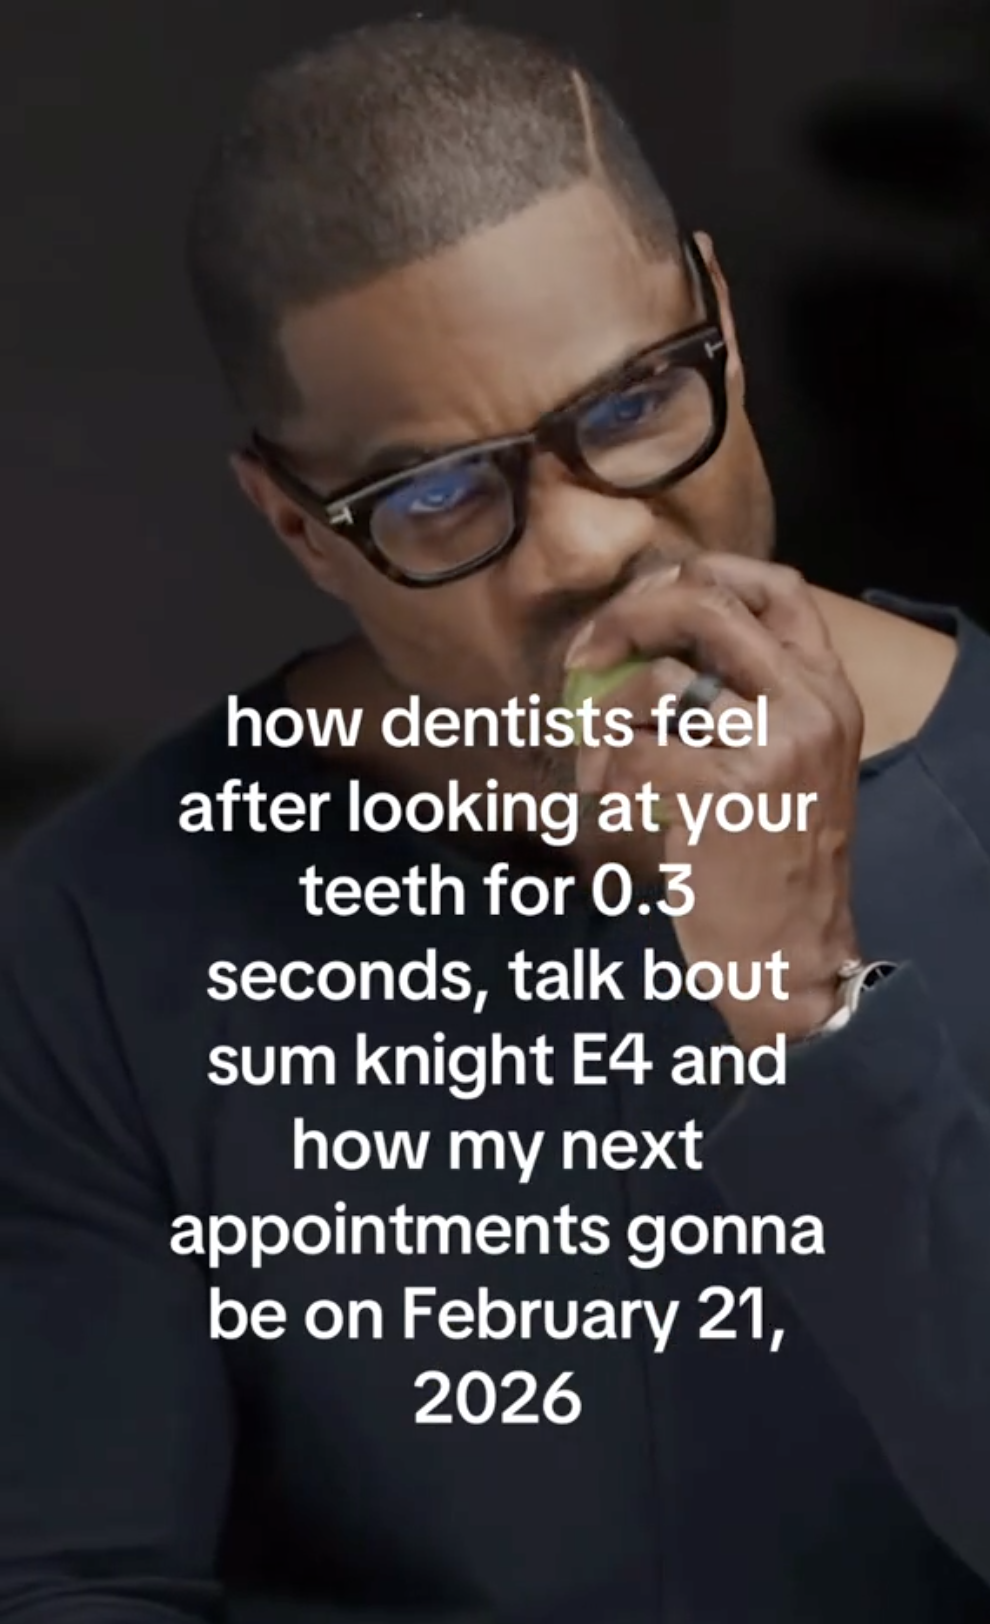 how dentists feel
after looking at your
teeth for 0.3
seconds, talk bout
sum knight E4 and
how my next
appointments gonna
be on February 21,
2026